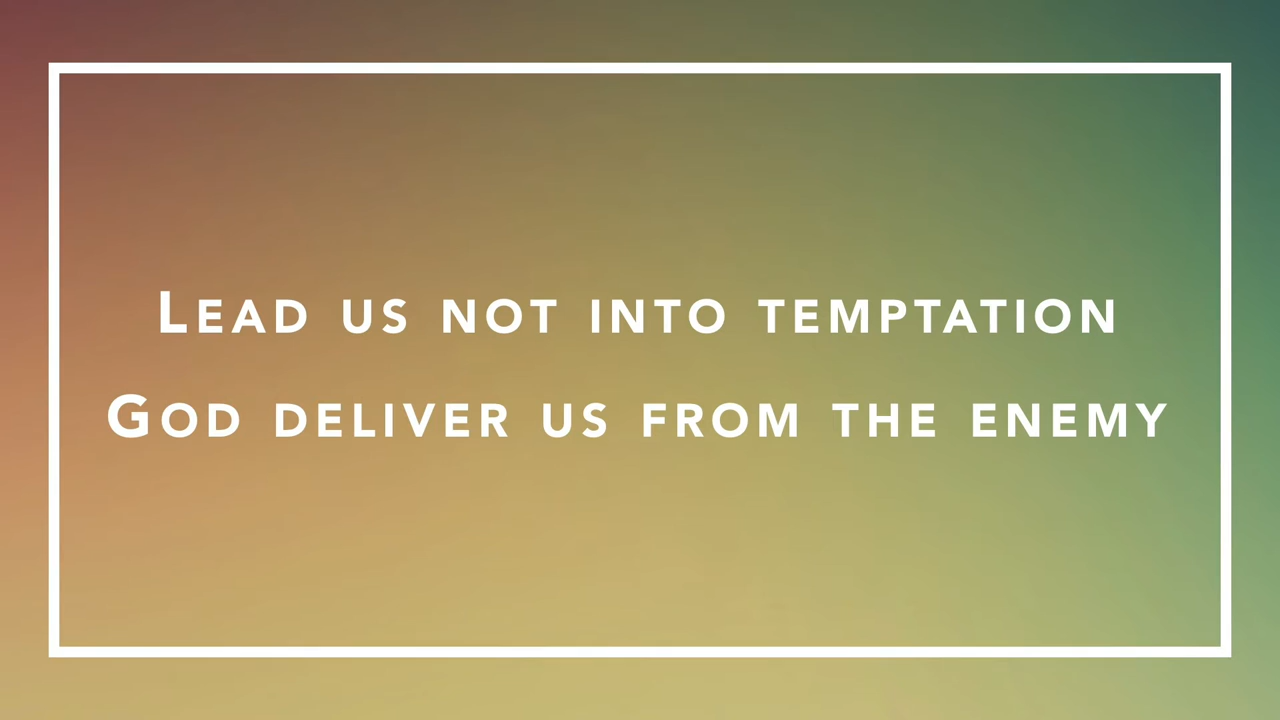 Lead us not into temptation
God deliver us from the enemy